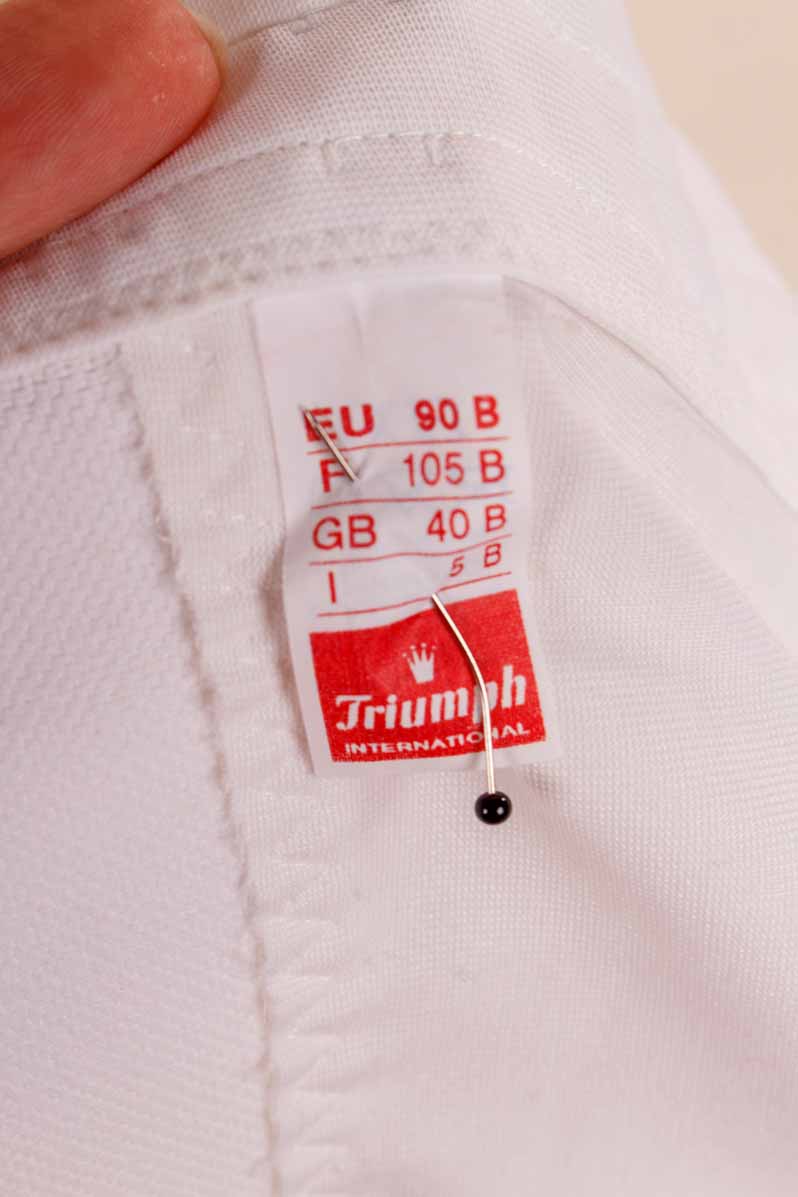 EU 90 B
F 105 B
GB 40 B
I 5 B
Triumph
INTERNATIONAL